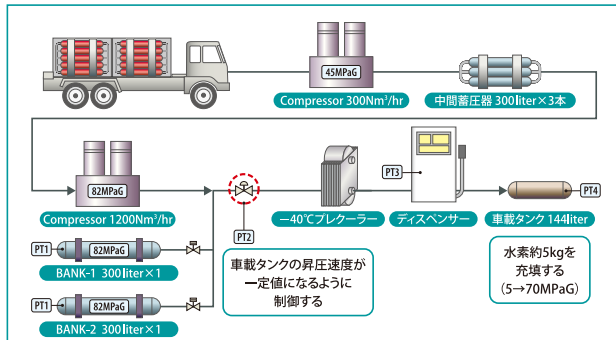 45MPaG
Compressor 300Nm³/hr
中間蓄圧器 300liter×3本
82MPaG
Compressor 1200Nm³/hr
PT1
82MPaG
BANK-1 300liter×1
PT1
82MPaG
BANK-2 300liter×1
PT2
車載タンクの昇圧速度が
一定値になるように
制御する
−40℃プレクーラー
PT3
ディスペンサー
PT4
車載タンク 144liter
水素約5kgを
充填する
（5→70MPaG）